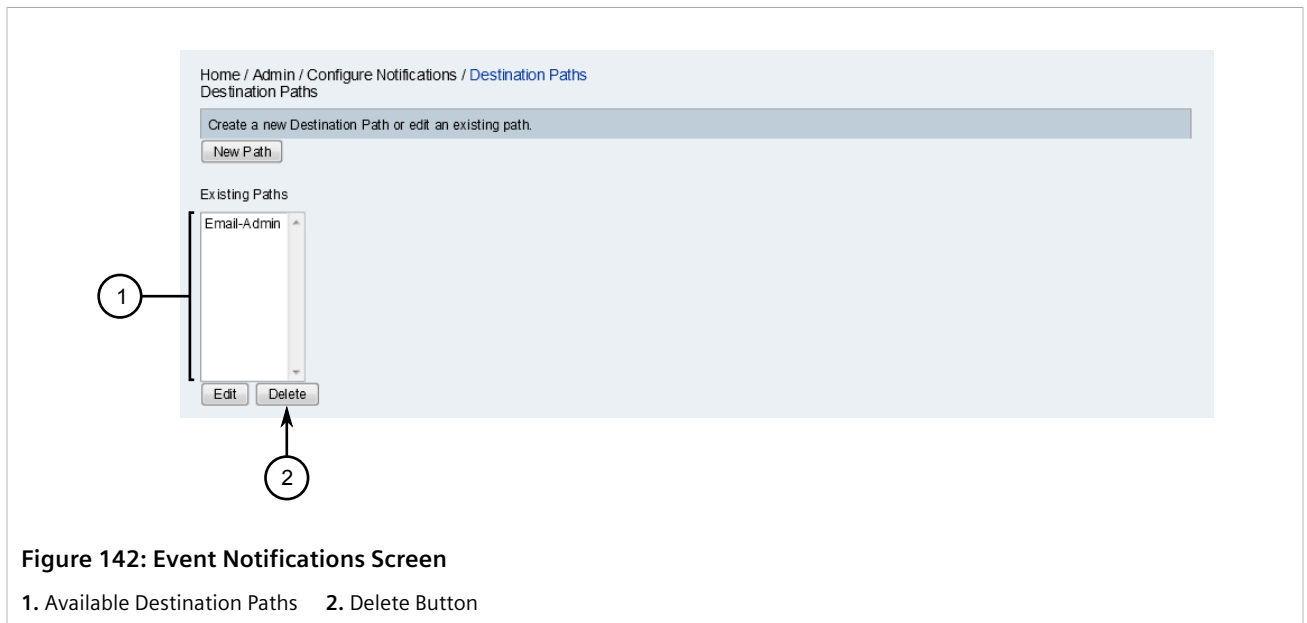 Home / Admin / Configure Notifications / Destination Paths
Destination Paths
Create a new Destination Path or edit an existing path.
New Path
Existing Paths
Email-Admin
1
Edit Delete
2
Figure 142: Event Notifications Screen
1. Available Destination Paths 2. Delete Button